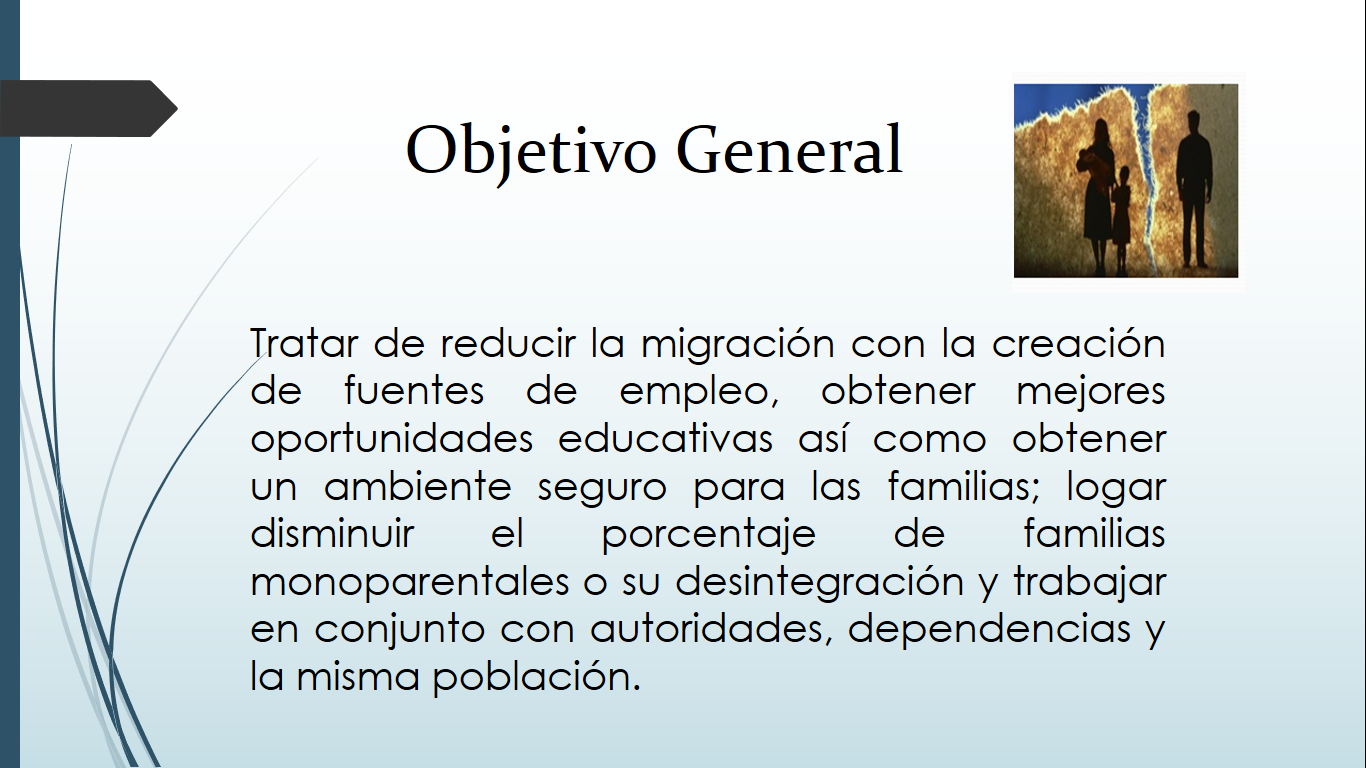 Objetivo General
Tratar de reducir la migración con la creación
de fuentes de empleo, obtener mejores
oportunidades educativas así como obtener
un ambiente seguro para las familias; logar
disminuir el porcentaje de familias
monoparentales o su desintegración y trabajar
en conjunto con autoridades, dependencias y
la misma población.